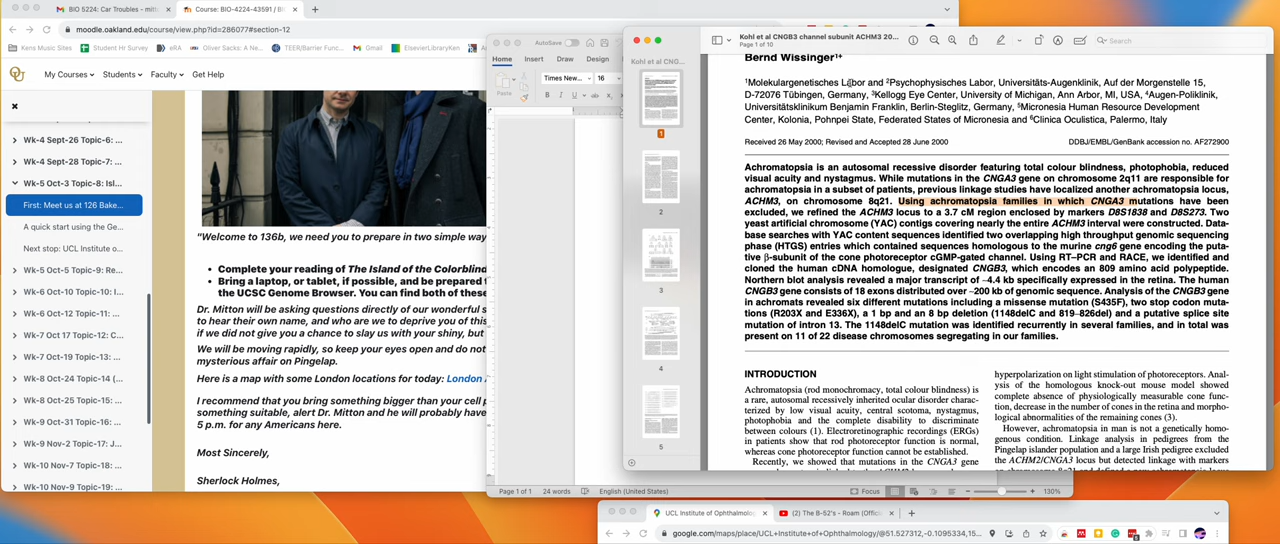 BIO 5224: Car Troubles - mitt
Course: BIO-4224-43591 / BI
moodle.oakland.edu/course/view.php?id=286077#section-12
Kens Music Sites
Student Hr Survey
eRA
Oliver Sacks: A Ne...
TEER/Barrier Func...
Gmail
ElsevierLibraryKen
My Courses
Students
Faculty
Get Help
Wk-4 Sept-26 Topic-6: ...
Wk-4 Sept-28 Topic-7: ...
Wk-5 Oct-3 Topic-8: Isl...
First: Meet us at 126 Bake...
A quick start using the Ge...
Next stop: UCL Institute o...
Wk-5 Oct-5 Topic-9: Re...
Wk-6 Oct-10 Topic-10: I...
Wk-6 Oct-12 Topic-11: ...
Wk-7 Oct 17 Topic-12: C...
Wk-7 Oct-19 Topic-13: ...
Wk-8 Oct-24 Topic-14 (...
Wk-8 Oct-25 Topic-15: ...
Wk-9 Oct-31 Topic-16: ...
Wk-9 Nov-2 Topic-17: J...
Wk-10 Nov-7 Topic-18: ...
Wk-10 Nov-9 Topic-19: ...
"Welcome to 136b, we need you to prepare in two simple way
• Complete your reading of The Island of the Colorblind
• Bring a laptop, or tablet, if possible, and be prepared t
the UCSC Genome Browser. You can find both of these
Dr. Mitton will be asking questions directly of our wonderful s
to hear their own name, and who are we to deprive you of this
if we did not give you a chance to slay us with your shiny, but
We will be moving rapidly, so keep your eyes open and do not
mysterious affair on Pingelap.
Here is a map with some London locations for today: London
I recommend that you bring something bigger than your cell p
something suitable, alert Dr. Mitton and he will probably have
5 p.m. for any Americans here.
Most Sincerely,
Sherlock Holmes,
AutoSave
Home
Insert
Draw
Design
Paste
Times New...
16
B I U ab x
Page 1 of 1
24 words
English (United States)
Focus
130%
Kohl et al CNGB3 channel subunit ACHM3 20...
Page 1 of 10
Search
Kohl et al CNG...
1
2
3
4
5
Bernd Wissinger¹⁺
¹Molekulargenetisches Labor and ²Psychophysisches Labor, Universitäts-Augenklinik, Auf der Morgenstelle 15,
D-72076 Tübingen, Germany, ³Kellogg Eye Center, University of Michigan, Ann Arbor, MI, USA, ⁴Augen-Poliklinik,
Universitätsklinikum Benjamin Franklin, Berlin-Steglitz, Germany, ⁵Micronesia Human Resource Development
Center, Kolonia, Pohnpei State, Federated States of Micronesia and ⁶Clinica Oculistica, Palermo, Italy
Received 26 May 2000; Revised and Accepted 28 June 2000
DDBJ/EMBL/GenBank accession no. AF272900
Achromatopsia is an autosomal recessive disorder featuring total colour blindness, photophobia, reduced
visual acuity and nystagmus. While mutations in the CNGA3 gene on chromosome 2q11 are responsible for
achromatopsia in a subset of patients, previous linkage studies have localized another achromatopsia locus,
ACHM3, on chromosome 8q21. Using achromatopsia families in which CNGA3 mutations have been
excluded, we refined the ACHM3 locus to a 3.7 cM region enclosed by markers D8S1838 and D8S273. Two
yeast artificial chromosome (YAC) contigs covering nearly the entire ACHM3 interval were constructed. Data-
base searches with YAC content sequences identified two overlapping high throughput genomic sequencing
phase (HTGS) entries which contained sequences homologous to the murine cng6 gene encoding the puta-
tive β-subunit of the cone photoreceptor cGMP-gated channel. Using RT–PCR and RACE, we identified and
cloned the human cDNA homologue, designated CNGB3, which encodes an 809 amino acid polypeptide.
Northern blot analysis revealed a major transcript of ~4.4 kb specifically expressed in the retina. The human
CNGB3 gene consists of 18 exons distributed over ~200 kb of genomic sequence. Analysis of the CNGB3 gene
in achromats revealed six different mutations including a missense mutation (S435F), two stop codon muta-
tions (R203X and E336X), a 1 bp and an 8 bp deletion (1148delC and 819–826del) and a putative splice site
mutation of intron 13. The 1148delC mutation was identified recurrently in several families, and in total was
present on 11 of 22 disease chromosomes segregating in our families.
INTRODUCTION
Achromatopsia (rod monochromacy, total colour blindness) is
a rare, autosomal recessively inherited ocular disorder charac-
terized by low visual acuity, central scotoma, nystagmus,
photophobia and the complete disability to discriminate
between colours (1). Electroretinographic recordings (ERGs)
in patients show that rod photoreceptor function is normal,
whereas cone photoreceptor function cannot be established.
Recently, we showed that mutations in the CNGA3 gene
hyperpolarization on light stimulation of photoreceptors. Anal-
ysis of the homologous knock-out mouse model showed
complete absence of physiologically measurable cone func-
tion, decrease in the number of cones in the retina and morpho-
logical abnormalities of the remaining cones (3).
However, achromatopsia in man is not a genetically homo-
genous condition. Linkage analysis in pedigrees from the
Pingelap islander population and a large Irish pedigree excluded
the ACHM2/CNGA3 locus but detected linkage with markers
UCL Institute of Ophthalmolog
(2) The B-52's - Roam (Offici
google.com/maps/place/UCL+Institute+of+Ophthalmology/@51.527312,-0.1095334,15...